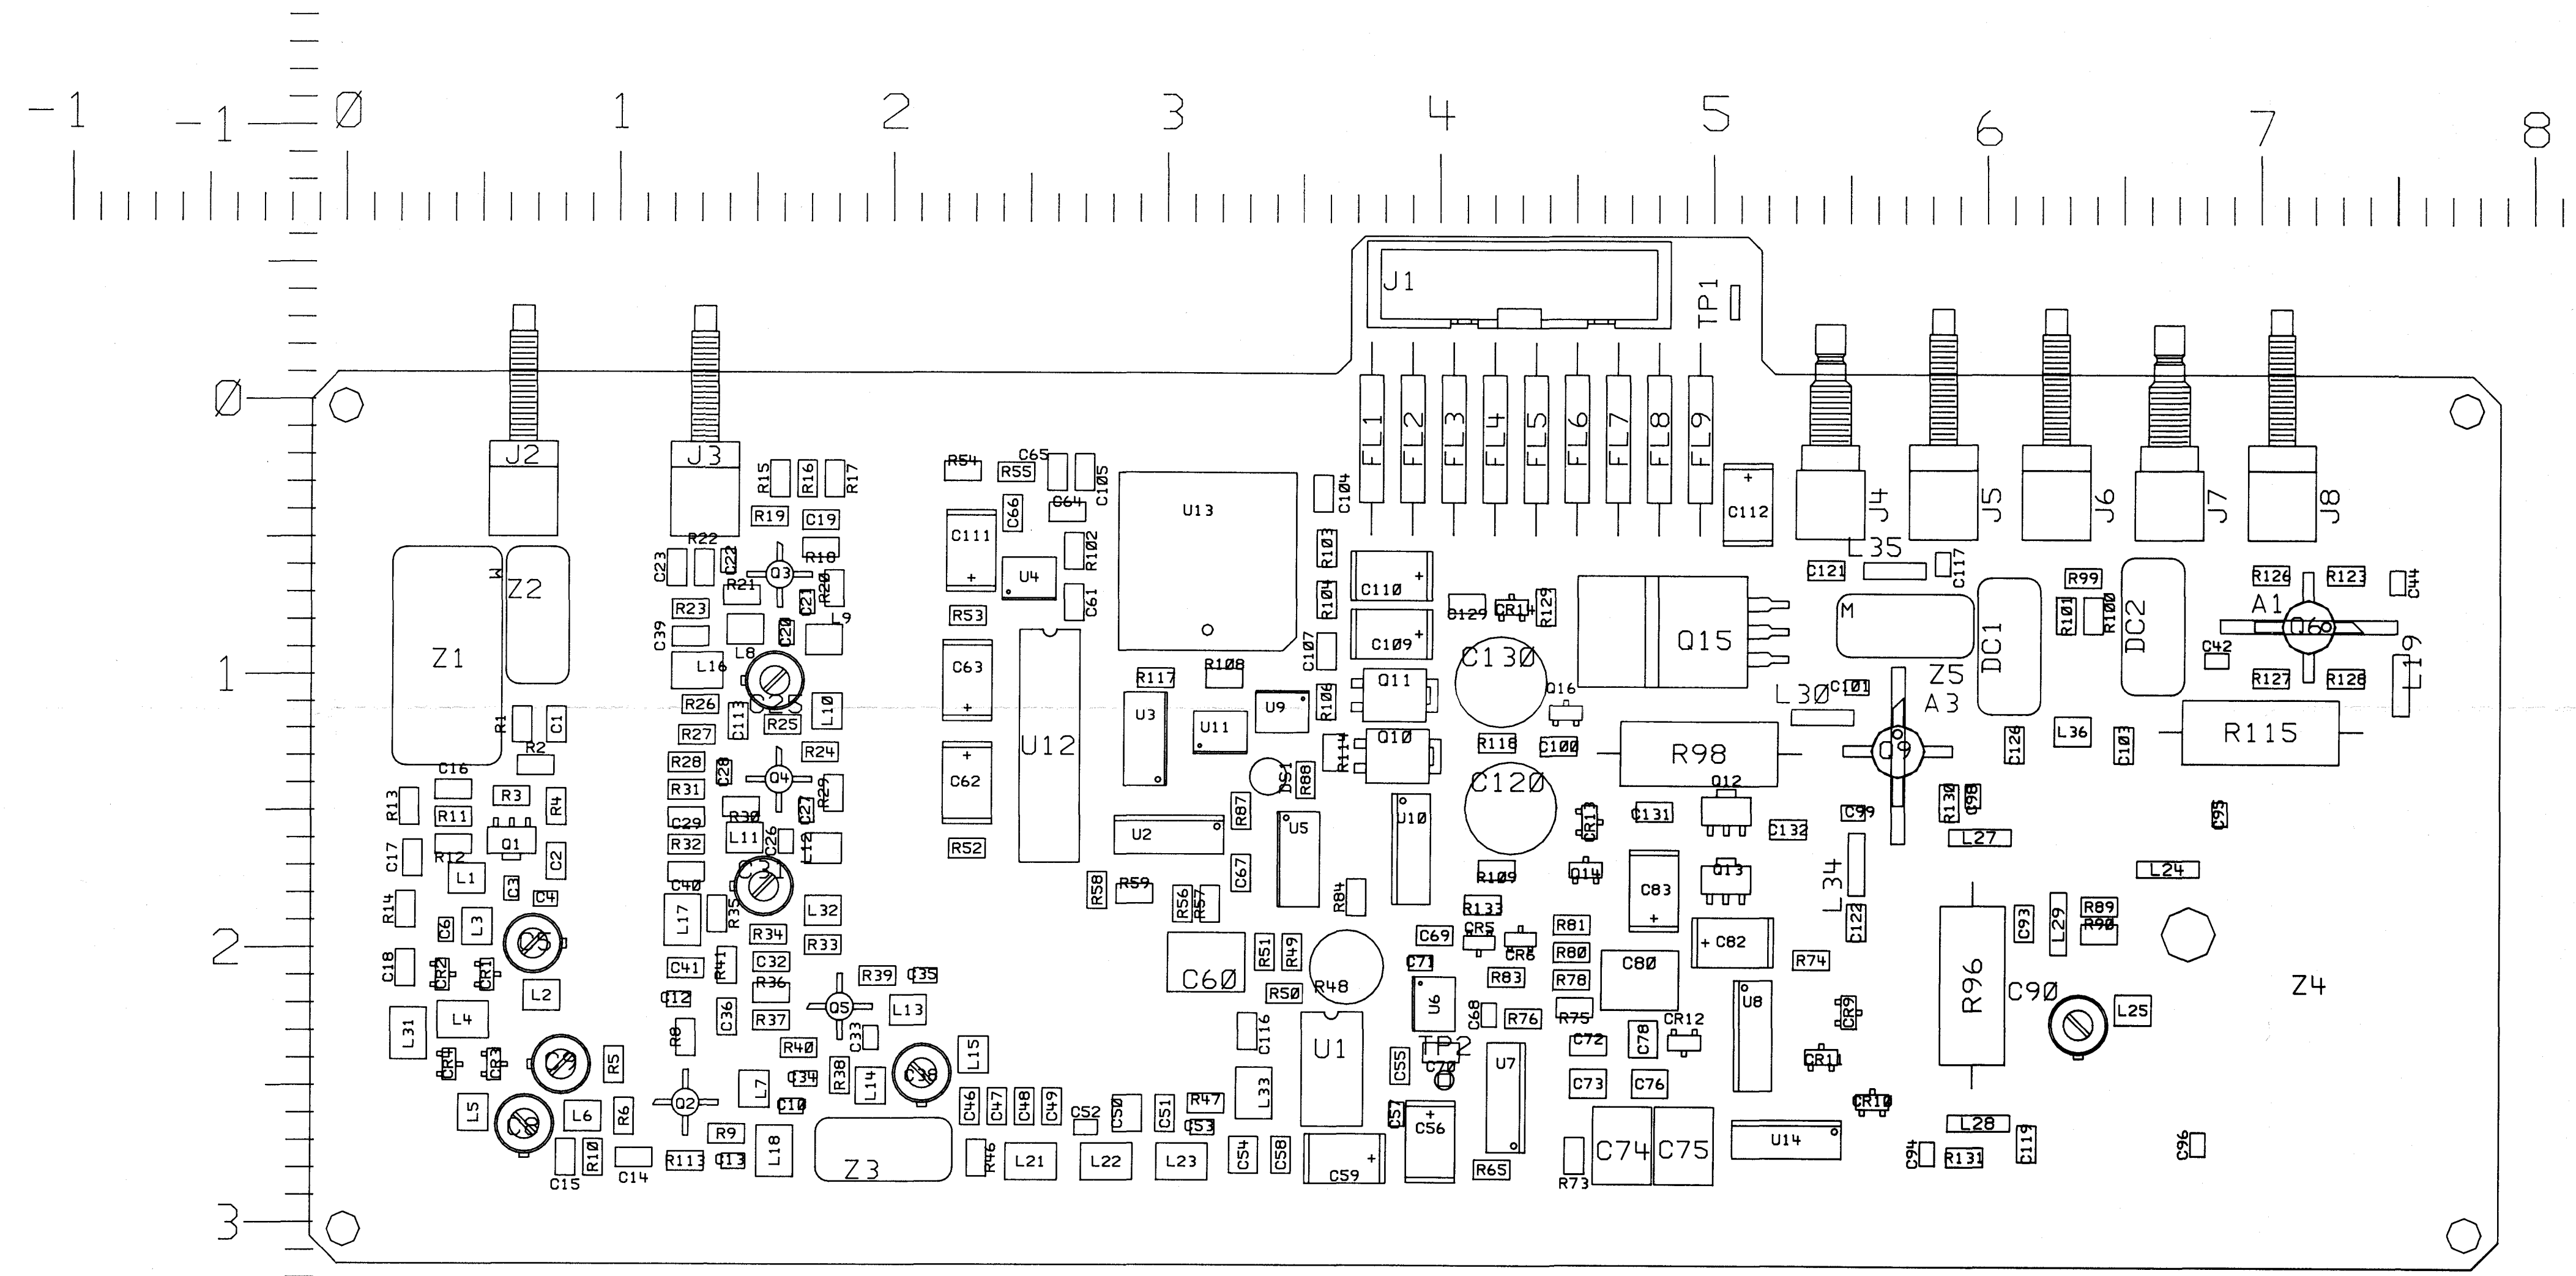 -1 0 1 2 3 4 5 6 7 8
-1
J1 TP1
0
FL1 FL2 FL3 FL4 FL5 FL6 FL7 FL8 FL9
J2 J3 R15 R16 R17 R54 R55 C65 C105 C104
R19 C19 C111 C66 C64 U13 C112 J4 J5 J6 J7 J8
C23 R22 C22 Q3 R18 U4 R102 R103 L35 C121 C117 R99 R126 R123 C44
Z2 R21 R20 C110 C129 CR14 R129 M A1
R23 C21 R53 C61 R104 C109 Q15 DC1 R101 R100 DC2 Q6
Z1 C39 C20 L9 C107 C130 C42 L19
1
L16 L8 C63 R117 R108 Q11 Q16 L30 C101 Z5 A3 R127 R128
R1 C1 R26 C113 C25 R25 L10 U3 U11 U9 R106
R2 R27 R24 U12 R114 Q10 R118 C100 R98 Q9 C126 L36 C103 R115
C16 R28 C28 Q4 C62 DS1 R88 C120 Q12
R13 R3 R4 R31 R29 R130 C98
R11 C29 R30 C27 R87 U5 U10 CR13 C131 C132 C99 C95
C17 R12 Q1 C2 R32 L11 C26 L12 R52 U2 L27
L1 C3 C40 C31 C67 R109 Q14 Q13 L34 L24
R14 C4 L17 R35 L32 R58 R59 R56 R57 R84 R133 C83
C6 L3 C5 R34 R33 C69 CR5 CR6 R81 C82 C122 C93 L29 R89 R90
2
C18 CR2 CR1 C41 R41 C32 R39 C35 C60 R51 R49 R48 C71 R83 R80 R78 C80 R74 R96 Z4
L2 C12 R36 R50 C90
L31 L4 C36 R37 Q5 L13 C116 U6 C68 R76 R75 U8 CR9 L25
R8 R40 C33 L15 U1 TP2 C72 C78 CR12
CR4 CR3 C9 R5 C34 R38 L14 C38 C55 C70 U7 C73 C76 CR11
L5 C8 L6 R6 Q2 L7 C10 C46 C47 C48 C49 C52 C50 C51 R47 C53 L33 C57 C56 CR10
R9 U14 L28 C119
C15 R10 C14 R113 C13 L18 Z3 R46 L21 L22 L23 C54 C58 C59 R65 R73 C74 C75 C94 R131 C96
3